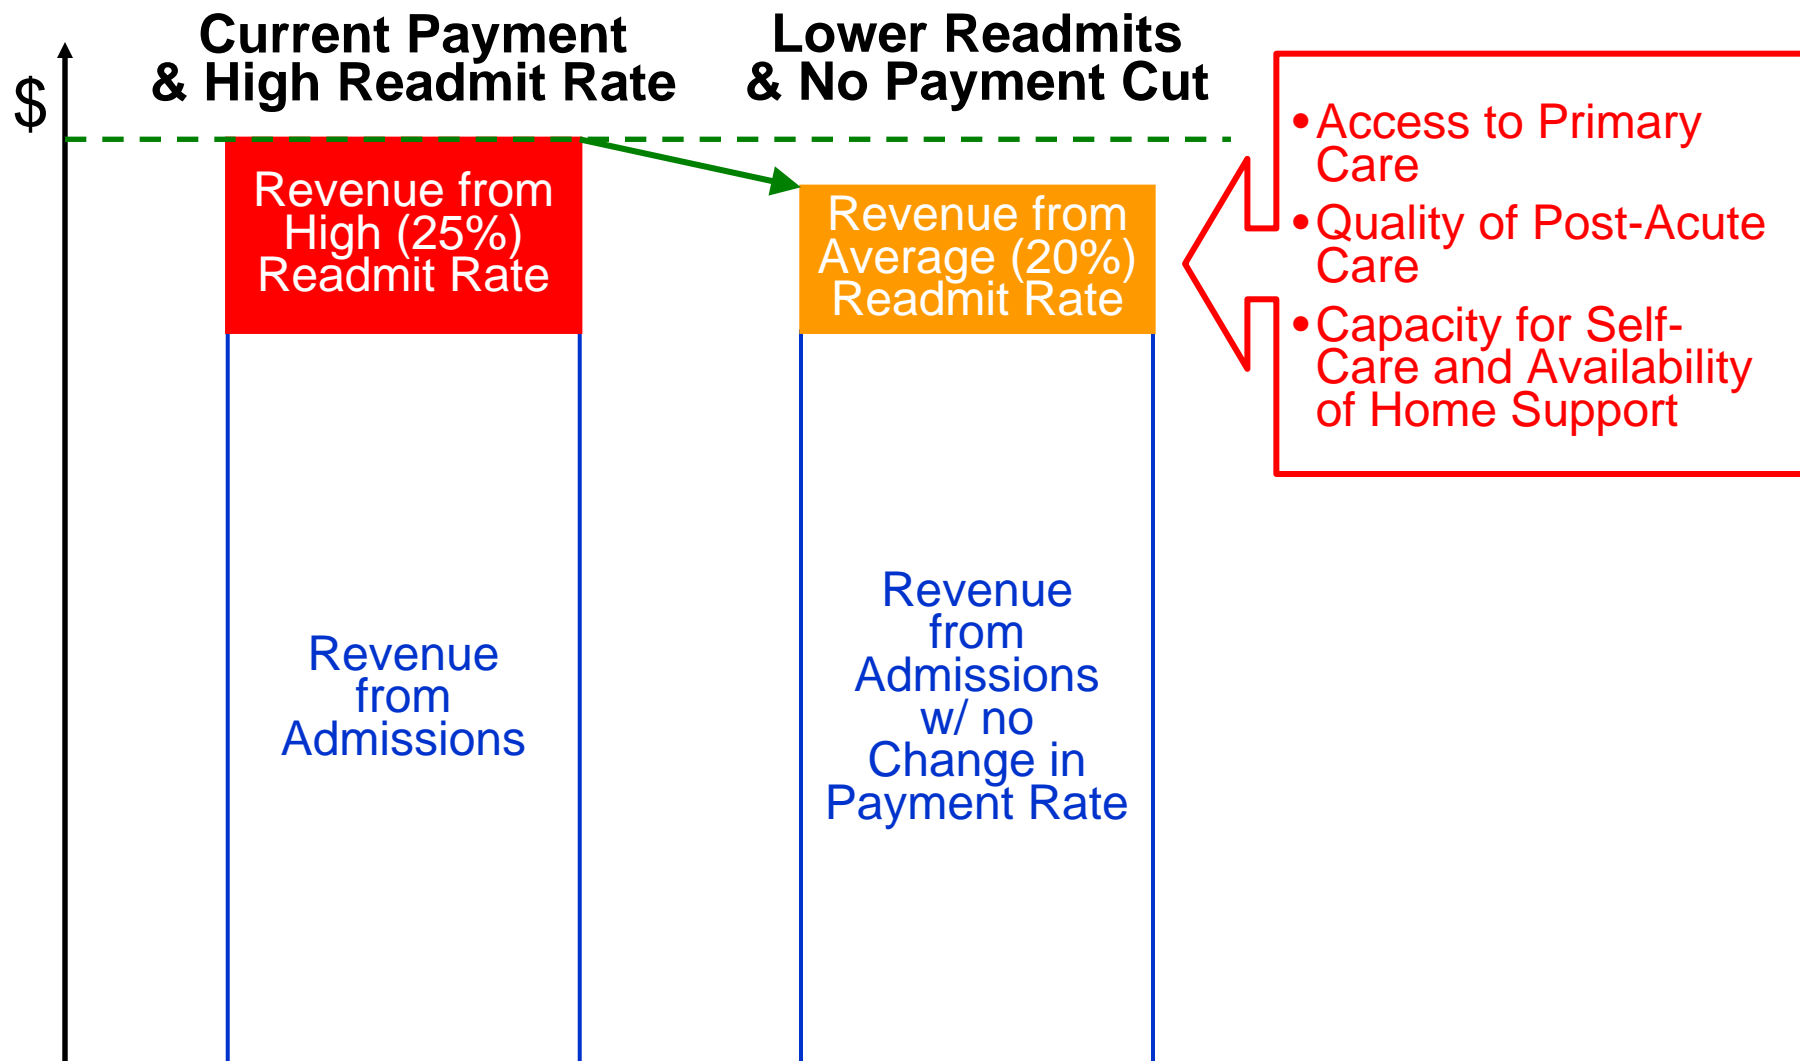 Current Payment
& High Readmit Rate
Lower Readmits
& No Payment Cut
$
Revenue from
High (25%)
Readmit Rate
Revenue from
Average (20%)
Readmit Rate
• Access to Primary
Care
• Quality of Post-Acute
Care
• Capacity for Self-
Care and Availability
of Home Support
Revenue
from
Admissions
Revenue
from
Admissions
w/ no
Change in
Payment Rate